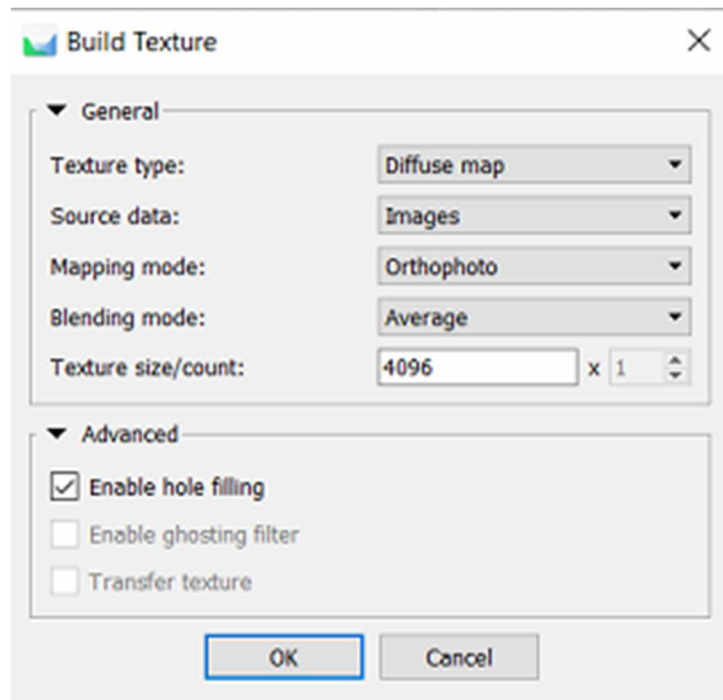 Build Texture
General
Texture type: Diffuse map
Source data: Images
Mapping mode: Orthophoto
Blending mode: Average
Texture size/count: 4096 x 1
Advanced
Enable hole filling
Enable ghosting filter
Transfer texture
OK Cancel